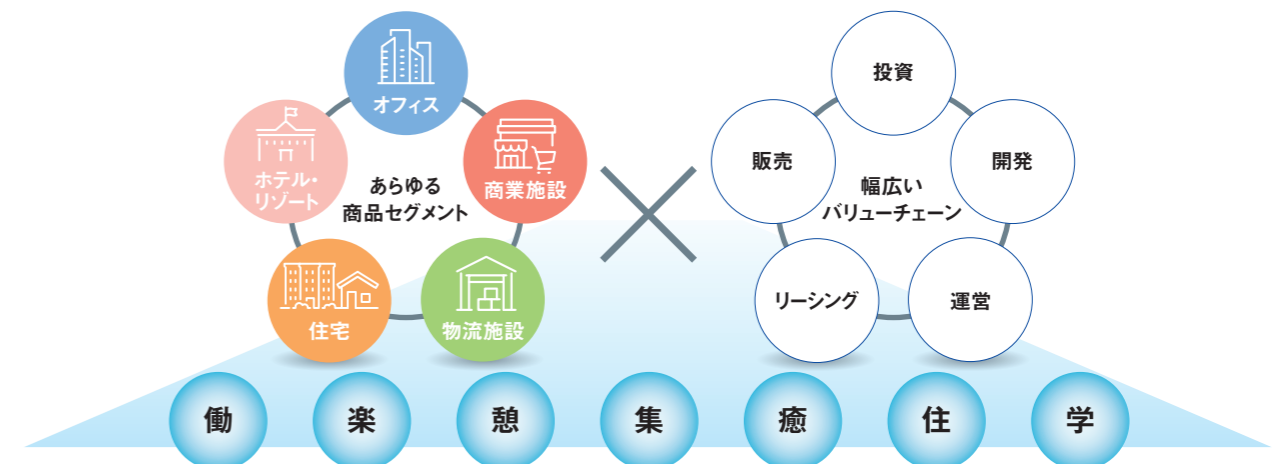 オフィス
ホテル・
リゾート
商業施設
あらゆる
商品セグメント
住宅
物流施設
投資
販売
開発
幅広い
バリューチェーン
リーシング
運営
働
楽
憩
集
癒
住
学